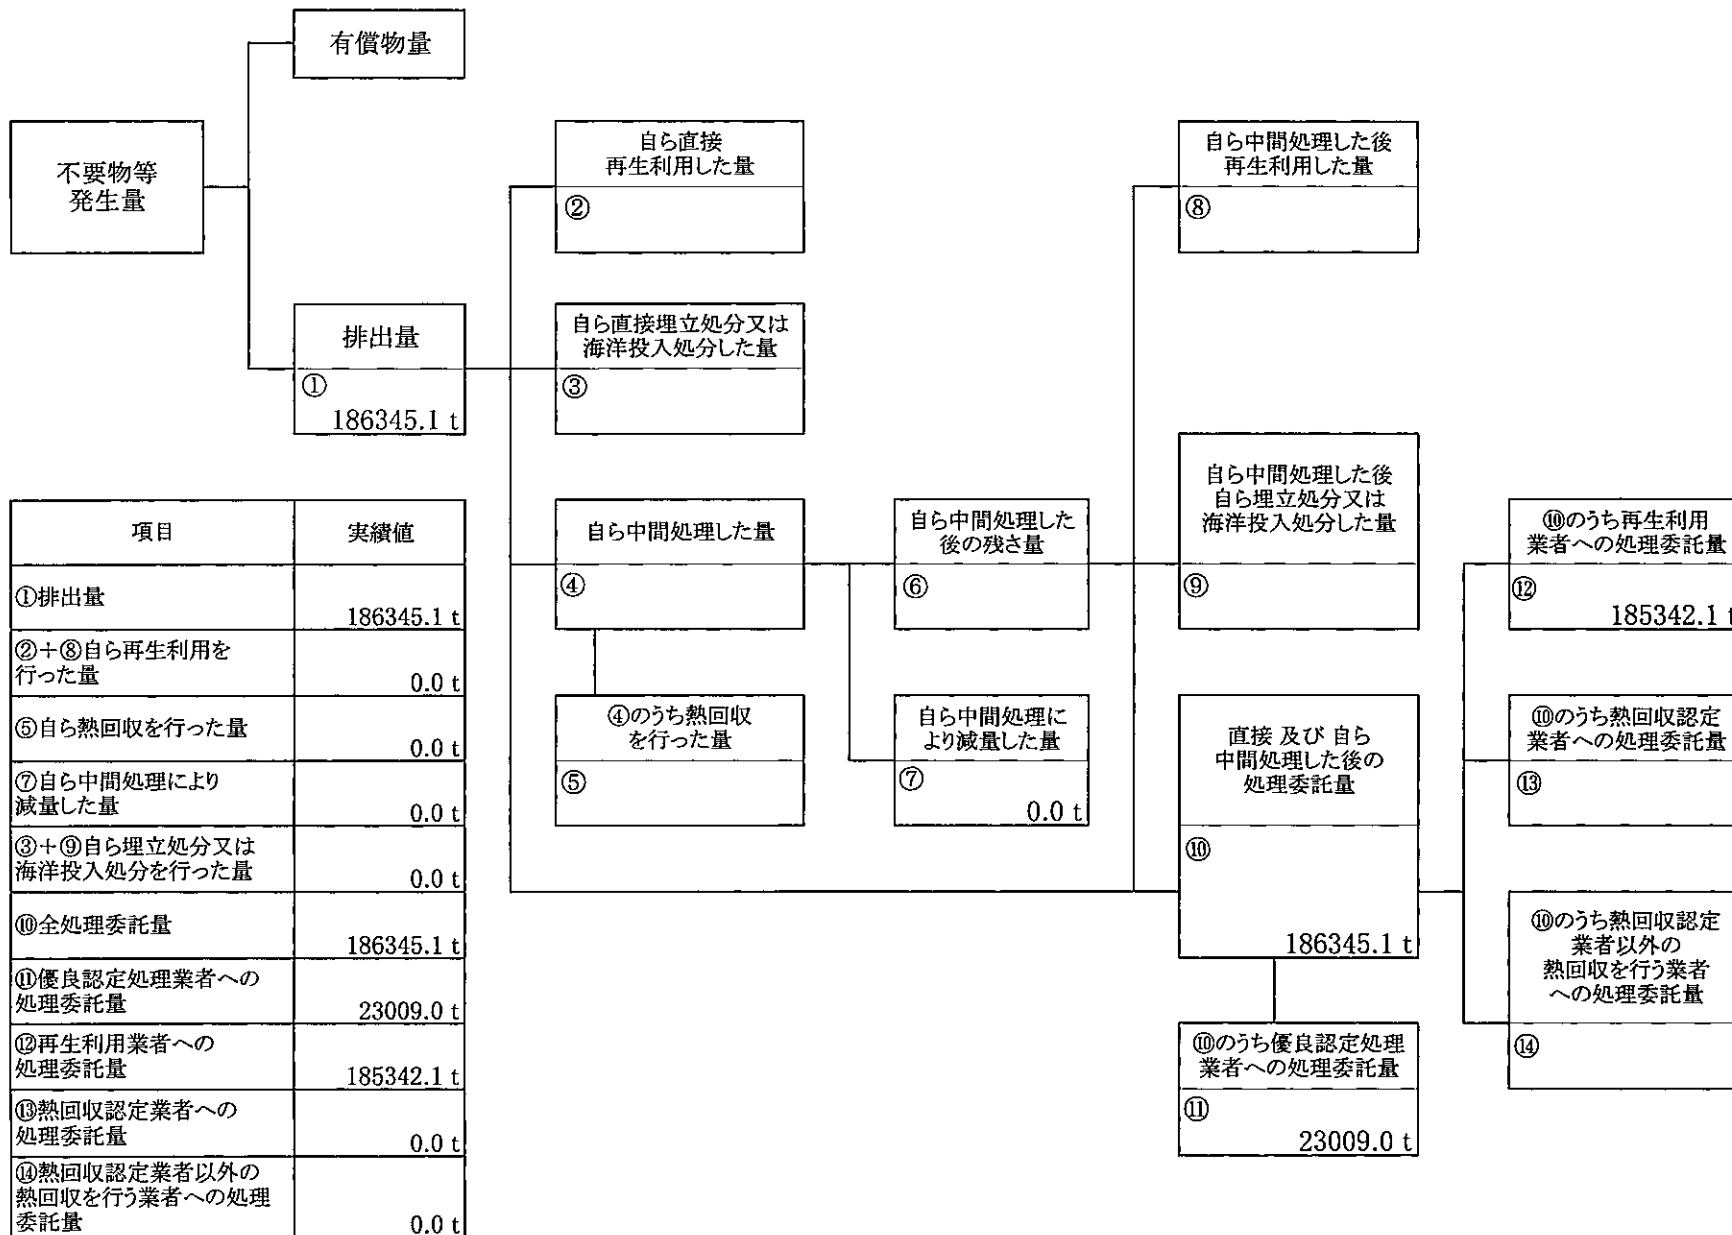 有償物量
不要物等
発生量
排出量
①
186345.1 t
自ら直接
再生利用した量
②
自ら直接埋立処分又は
海洋投入処分した量
③
自ら中間処理した量
④
④のうち熱回収
を行った量
⑤
自ら中間処理した
後の残さ量
⑥
自ら中間処理に
より減量した量
⑦
0.0 t
自ら中間処理した後
再生利用した量
⑧
自ら中間処理した後
自ら埋立処分又は
海洋投入処分した量
⑨
直接 及び 自ら
中間処理した後の
処理委託量
⑩
186345.1 t
⑩のうち優良認定処理
業者への処理委託量
⑪
23009.0 t
⑩のうち再生利用
業者への処理委託量
⑫
185342.1 t
⑩のうち熱回収認定
業者への処理委託量
⑬
⑩のうち熱回収認定
業者以外の
熱回収を行う業者
への処理委託量
⑭
項目 実績値
①排出量
186345.1 t
②＋⑧自ら再生利用を
行った量
0.0 t
⑤自ら熱回収を行った量
0.0 t
⑦自ら中間処理により
減量した量
0.0 t
③＋⑨自ら埋立処分又は
海洋投入処分を行った量
0.0 t
⑩全処理委託量
186345.1 t
⑪優良認定処理業者への
処理委託量
23009.0 t
⑫再生利用業者への
処理委託量
185342.1 t
⑬熱回収認定業者への
処理委託量
0.0 t
⑭熱回収認定業者以外の
熱回収を行う業者への処理
委託量
0.0 t